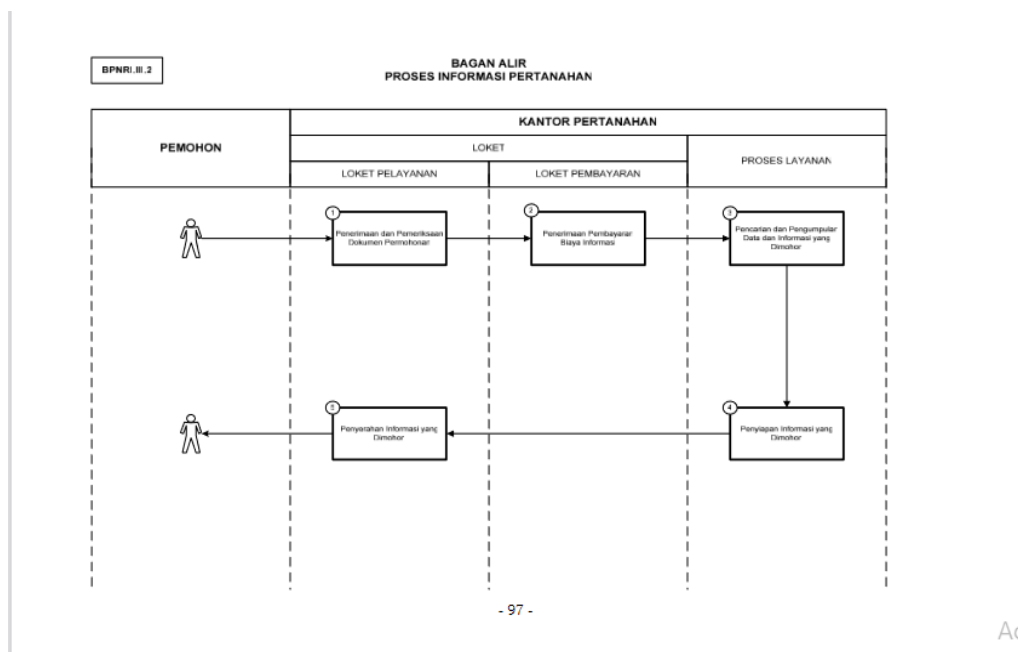 BPNRI.III.2
BAGAN ALIR
PROSES INFORMASI PERTANAHAN
PEMOHON
KANTOR PERTANAHAN
LOKET
PROSES LAYANAN
LOKET PELAYANAN
LOKET PEMBAYARAN
1
Penerimaan dan Pemeriksaan
Dokumen Permohonan
2
Penerimaan Pembayaran
Biaya Informasi
3
Pencarian dan Pengumpulan
Data dan Informasi yang
Dimohon
5
Penyerahan Informasi yang
Dimohon
4
Penyiapan Informasi yang
Dimohon
- 97 -